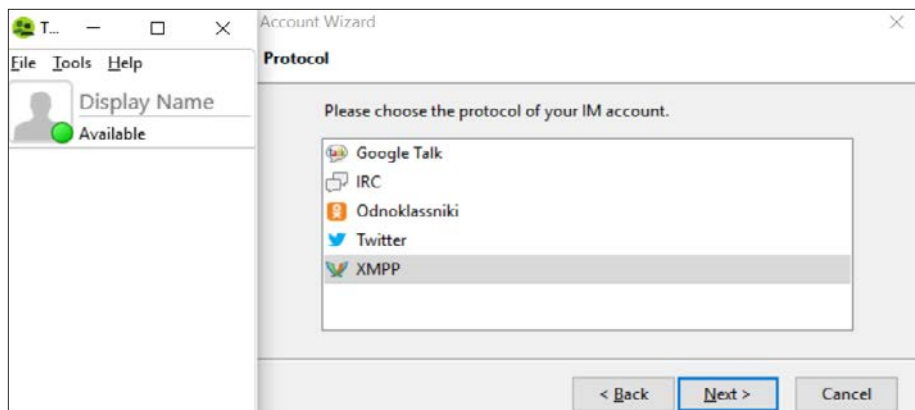 T...
File Tools Help
Display Name
Available
Account Wizard
Protocol
Please choose the protocol of your IM account.
Google Talk
IRC
Odnoklassniki
Twitter
XMPP
< Back Next > Cancel